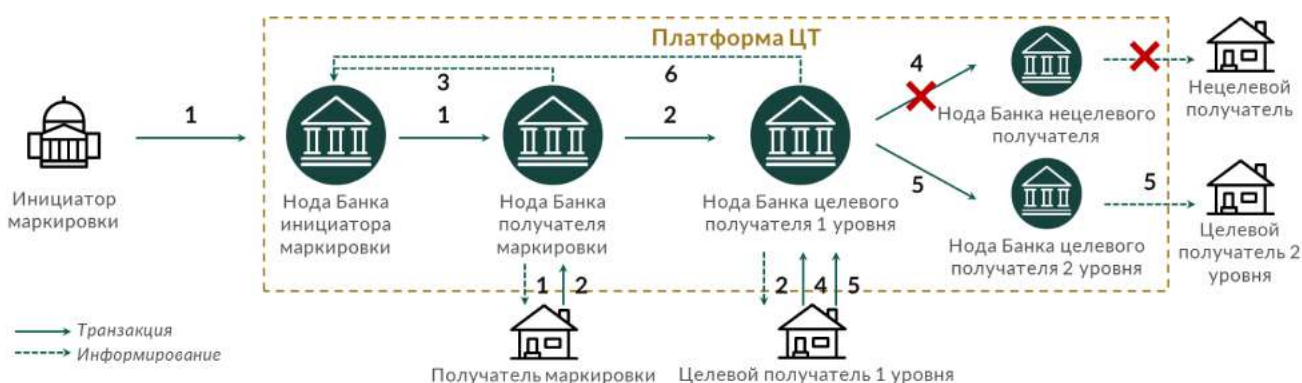 Платформа ЦТ
1
3
6
1
2
4
5
5
Инициатор
маркировки
Нода Банка
инициатора
маркировки
Нода Банка
получателя
маркировки
Нода Банка целевого
получателя 1 уровня
Нода Банка нецелевого
получателя
Нецелевой
получатель
Нода Банка целевого
получателя 2 уровня
Целевой
получатель 2
уровня
1 2
2 4 5
Транзакция
Информирование
Получатель маркировки
Целевой получатель 1 уровня